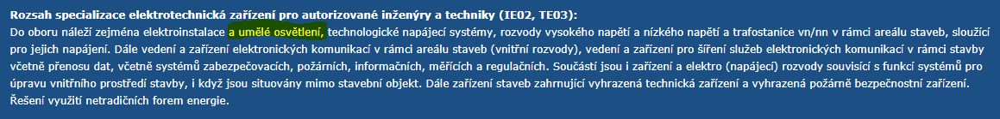 Rozsah specializace elektrotechnická zařízení pro autorizované inženýry a techniky (IE02, TE03):
Do oboru náleží zejména elektroinstalace a umělé osvětlení, technologické napájecí systémy, rozvody vysokého napětí a nízkého napětí a trafostanice vn/nn v rámci areálu staveb, sloužící
pro jejich napájení. Dále vedení a zařízení elektronických komunikací v rámci areálu staveb (vnitřní rozvody), vedení a zařízení pro šíření služeb elektronických komunikací v rámci stavby
včetně přenosu dat, včetně systémů zabezpečovacích, požárních, informačních, měřících a regulačních. Součástí jsou i zařízení a elektro (napájecí) rozvody souvisící s funkcí systémů pro
úpravu vnitřního prostředí stavby, i když jsou situovány mimo stavební objekt. Dále zařízení staveb zahrnující vyhrazená technická zařízení a vyhrazená požárně bezpečnostní zařízení.
Řešení využití netradičních forem energie.